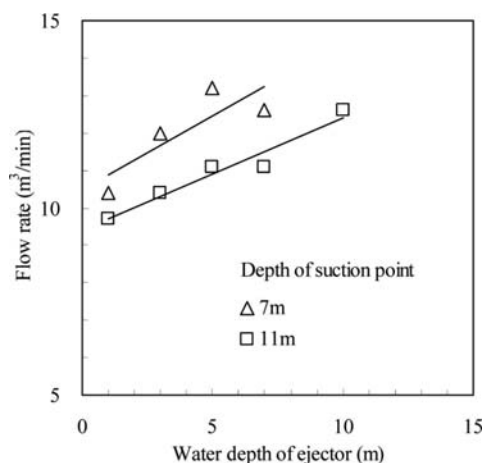 15
10
5
Flow rate (m³/min)
Depth of suction point
7m
11m
0
5
10
15
Water depth of ejector (m)